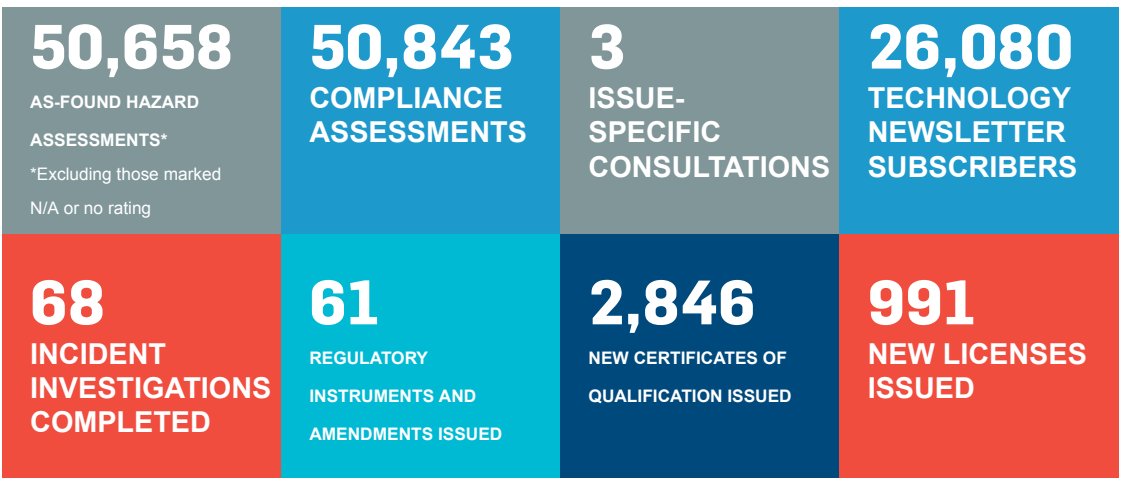 50,658
AS-FOUND HAZARD
ASSESSMENTS*
*Excluding those marked
N/A or no rating
50,843
COMPLIANCE
ASSESSMENTS
3
ISSUE-
SPECIFIC
CONSULTATIONS
26,080
TECHNOLOGY
NEWSLETTER
SUBSCRIBERS
68
INCIDENT
INVESTIGATIONS
COMPLETED
61
REGULATORY
INSTRUMENTS AND
AMENDMENTS ISSUED
2,846
NEW CERTIFICATES OF
QUALIFICATION ISSUED
991
NEW LICENSES
ISSUED